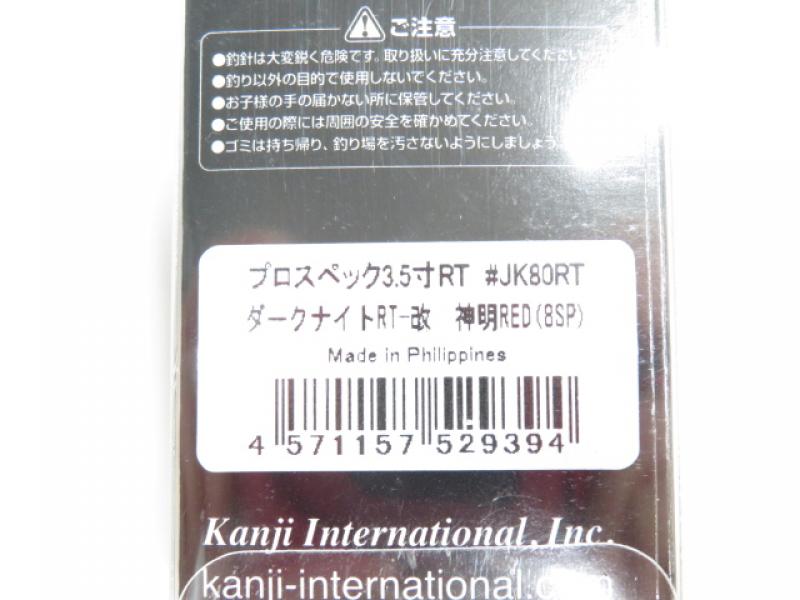 ご注意
●釣針は大変鋭く危険です。取り扱いに充分注意してください。
●釣り以外の目的で使用しないでください。
●お子様の手の届かない所に保管してください。
●ご使用の際には周囲の安全を確かめてください。
●ゴミは持ち帰り、釣り場を汚さないようにしましょう。
プロスペック3.5寸RT #JK80RT
ダークナイトRT-改 神明RED(8SP)
Made in Philippines
4 571157 529394
Kanji International, Inc.
kanji-international.com